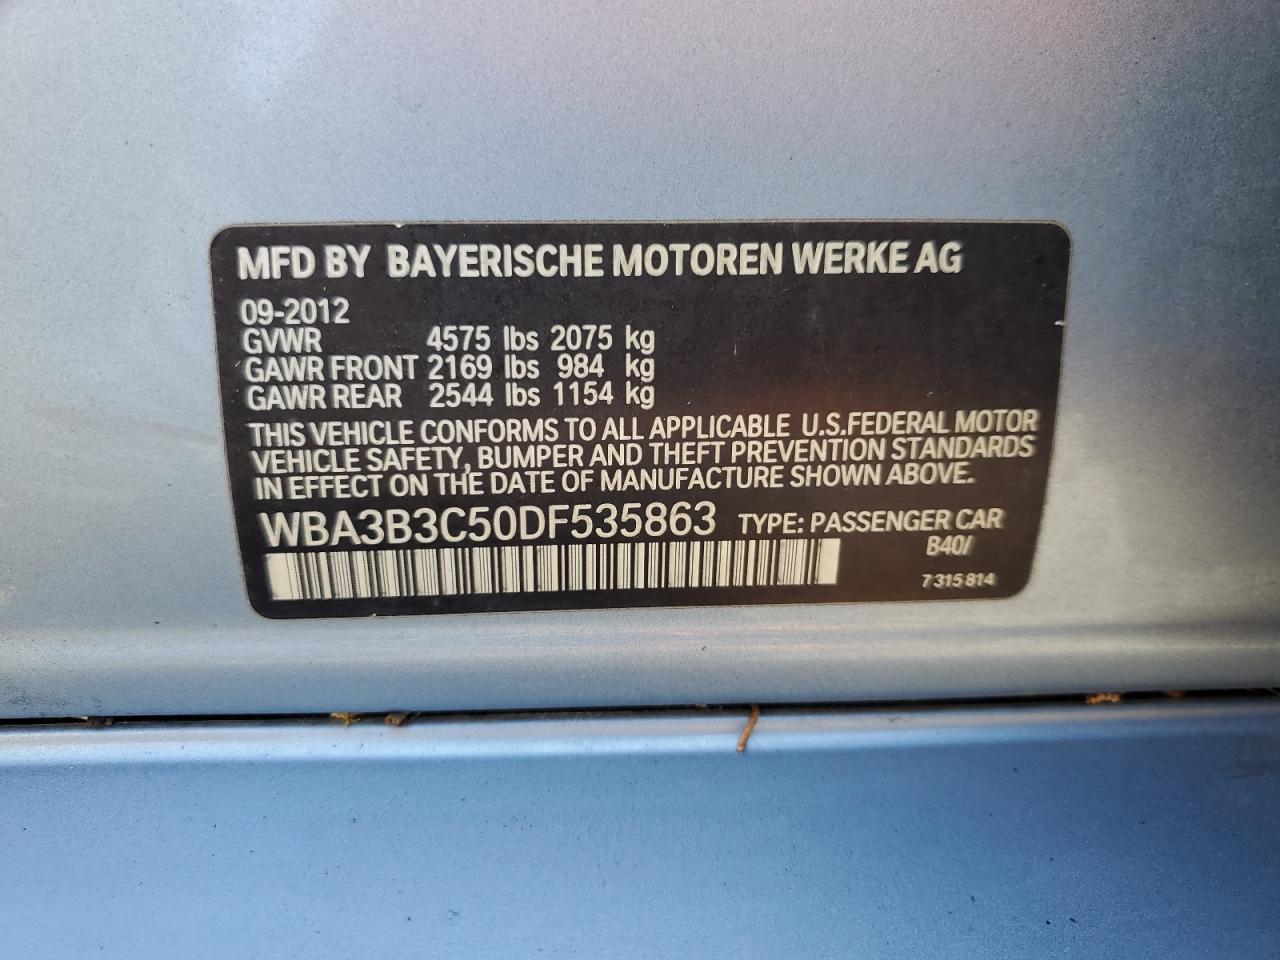 MFD BY BAYERISCHE MOTOREN WERKE AG
09-2012
GVWR 4575 lbs 2075 kg
GAWR FRONT 2169 lbs 984 kg
GAWR REAR 2544 lbs 1154 kg
THIS VEHICLE CONFORMS TO ALL APPLICABLE U.S.FEDERAL MOTOR
VEHICLE SAFETY, BUMPER AND THEFT PREVENTION STANDARDS
IN EFFECT ON THE DATE OF MANUFACTURE SHOWN ABOVE.
WBA3B3C50DF535863 TYPE: PASSENGER CAR
B40/
7 315 814